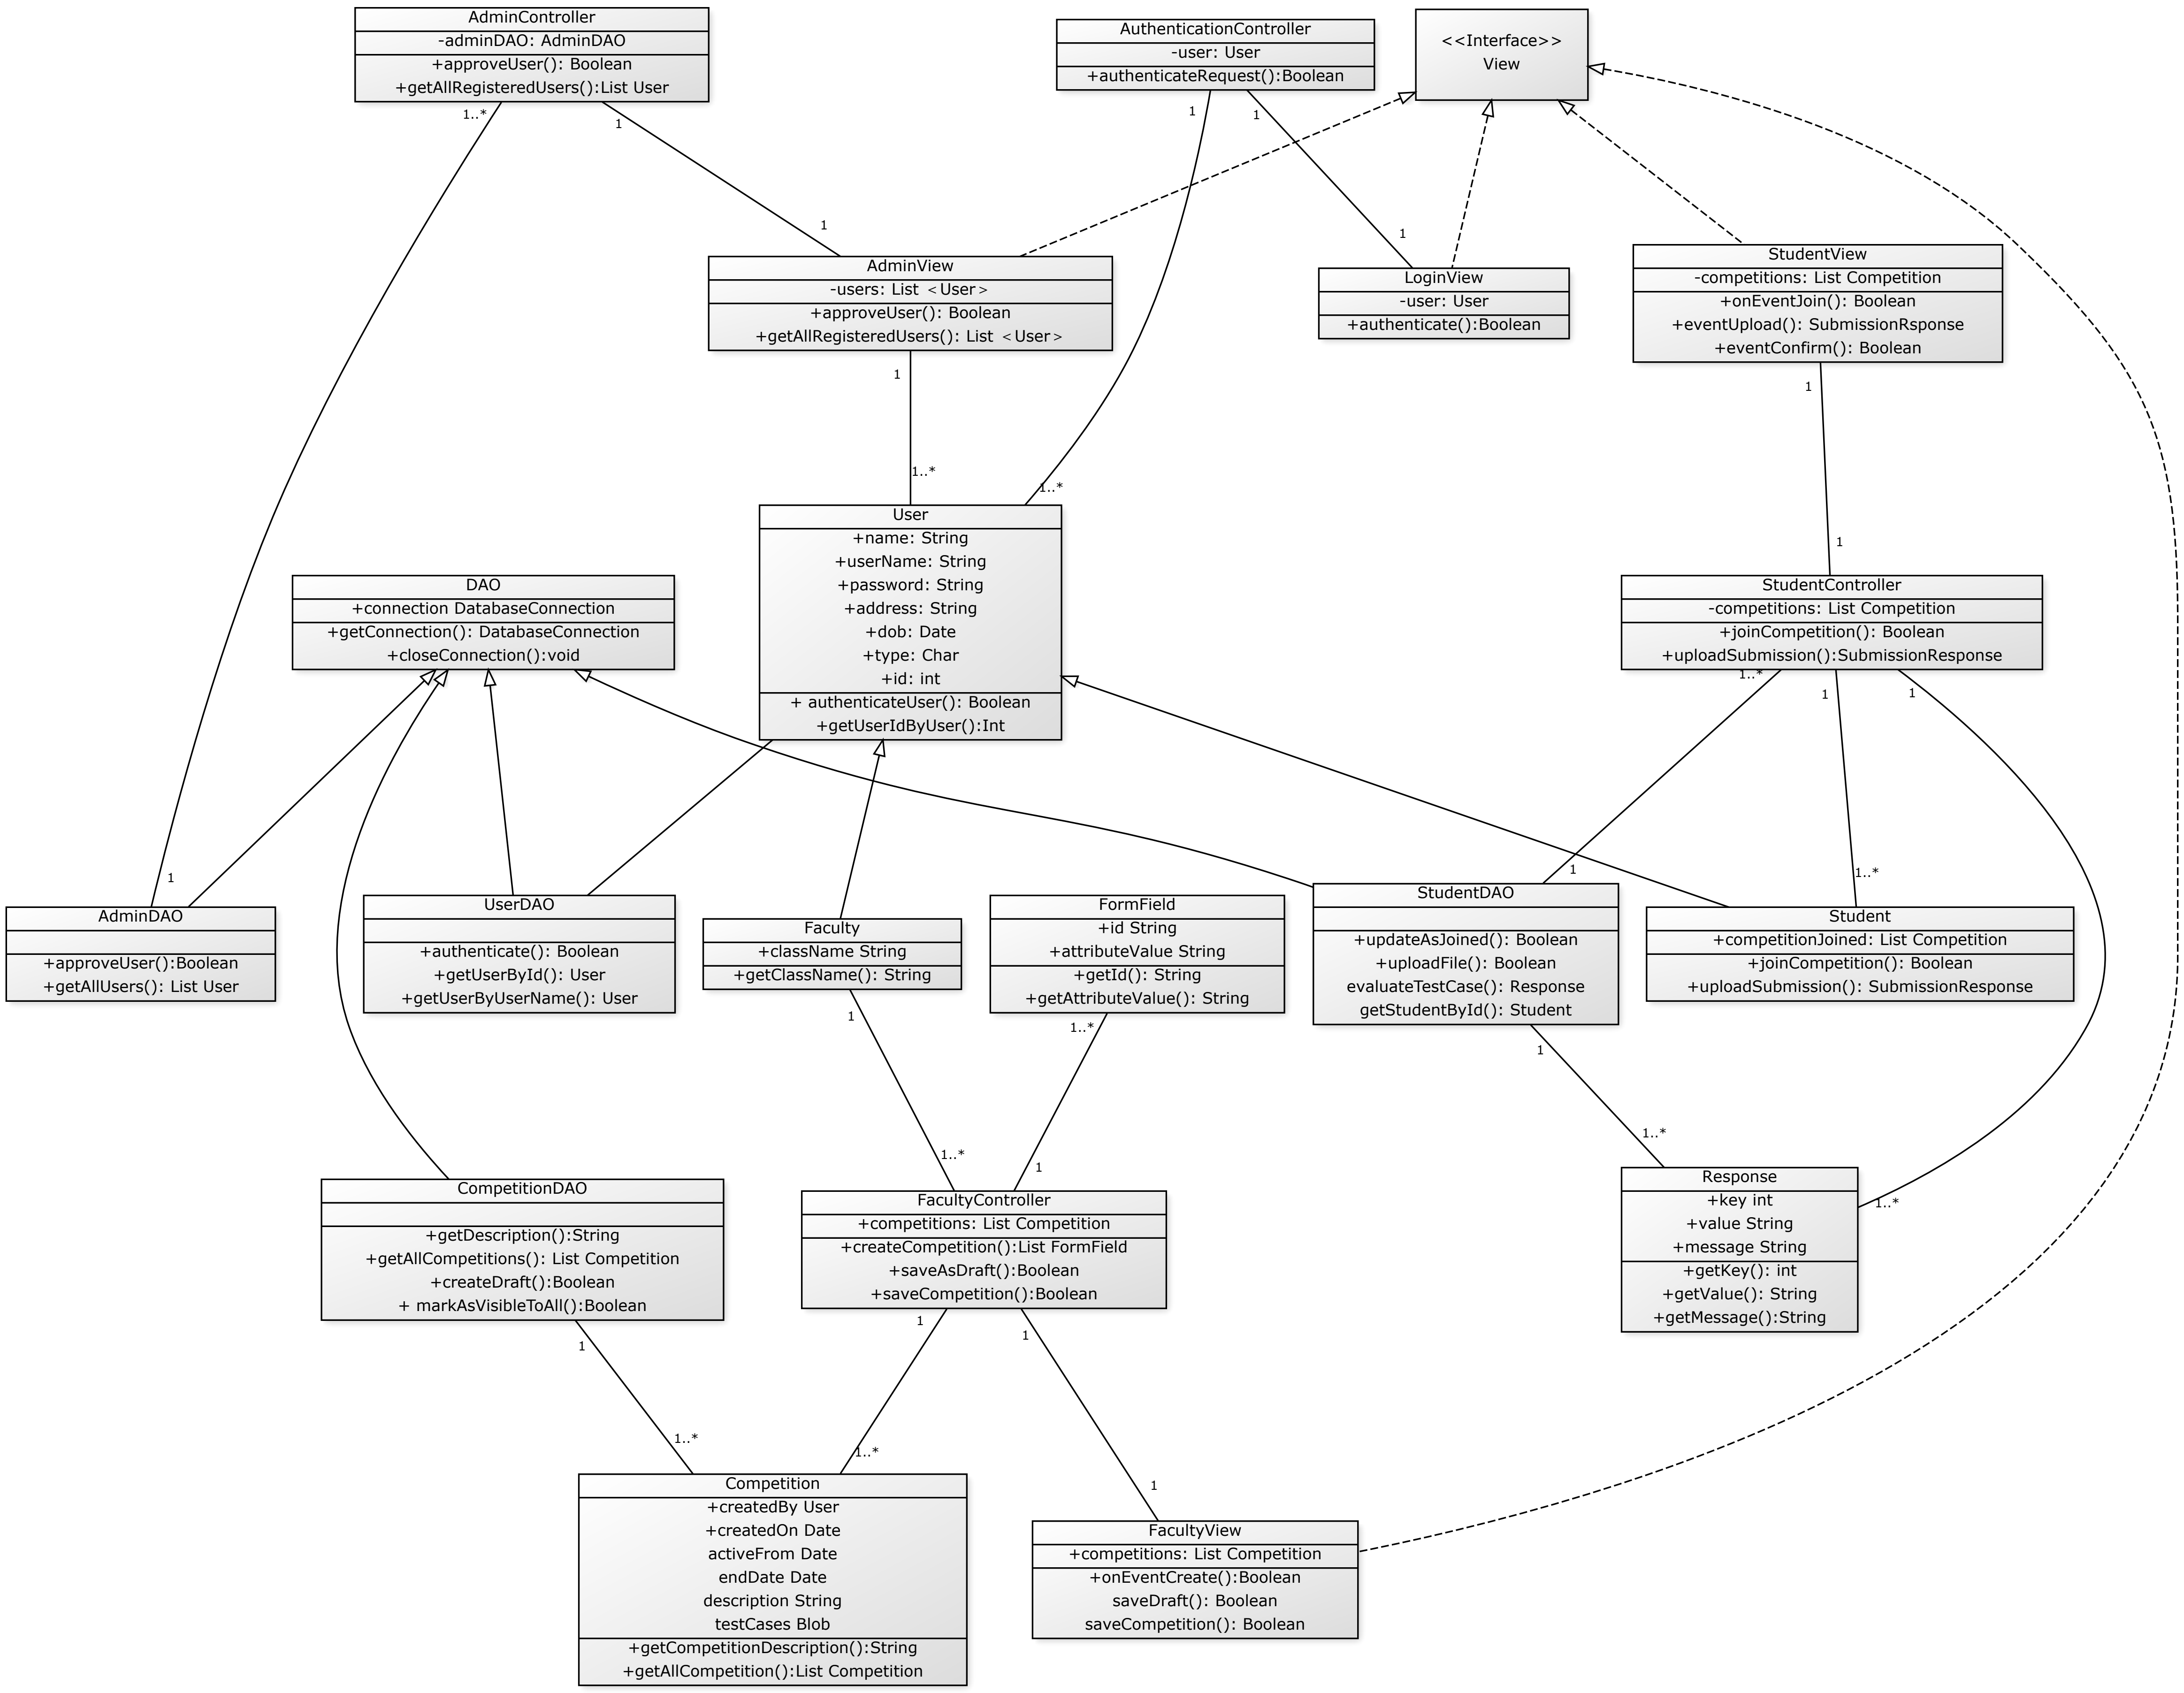 AdminController
-adminDAO: AdminDAO
+approveUser(): Boolean
+getAllRegisteredUsers():List User
AuthenticationController
-user: User
+authenticateRequest():Boolean
<<Interface>>
View
1..*
1
1
1
1
1
AdminView
-users: List <User>
+approveUser(): Boolean
+getAllRegisteredUsers(): List <User>
LoginView
-user: User
+authenticate():Boolean
StudentView
-competitions: List Competition
+onEventJoin(): Boolean
+eventUpload(): SubmissionRsponse
+eventConfirm(): Boolean
1
1
1..*
1..*
1
User
+name: String
+userName: String
+password: String
+address: String
+dob: Date
+type: Char
+id: int
+ authenticateUser(): Boolean
+getUserIdByUser():Int
DAO
+connection DatabaseConnection
+getConnection(): DatabaseConnection
+closeConnection():void
StudentController
-competitions: List Competition
+joinCompetition(): Boolean
+uploadSubmission():SubmissionResponse
1..*
1
1
1
1
1..*
AdminDAO
+approveUser():Boolean
+getAllUsers(): List User
UserDAO
+authenticate(): Boolean
+getUserById(): User
+getUserByUserName(): User
Faculty
+className String
+getClassName(): String
FormField
+id String
+attributeValue String
+getId(): String
+getAttributeValue(): String
StudentDAO
+updateAsJoined(): Boolean
+uploadFile(): Boolean
evaluateTestCase(): Response
getStudentById(): Student
Student
+competitionJoined: List Competition
+joinCompetition(): Boolean
+uploadSubmission(): SubmissionResponse
1
1..*
1
1..*
1
1..*
1..*
CompetitionDAO
+getDescription():String
+getAllCompetitions(): List Competition
+createDraft():Boolean
+ markAsVisibleToAll():Boolean
FacultyController
+competitions: List Competition
+createCompetition():List FormField
+saveAsDraft():Boolean
+saveCompetition():Boolean
Response
+key int
+value String
+message String
+getKey(): int
+getValue(): String
+getMessage():String
1
1
1
1..*
1..*
1
Competition
+createdBy User
+createdOn Date
activeFrom Date
endDate Date
description String
testCases Blob
+getCompetitionDescription():String
+getAllCompetition():List Competition
FacultyView
+competitions: List Competition
+onEventCreate():Boolean
saveDraft(): Boolean
saveCompetition(): Boolean